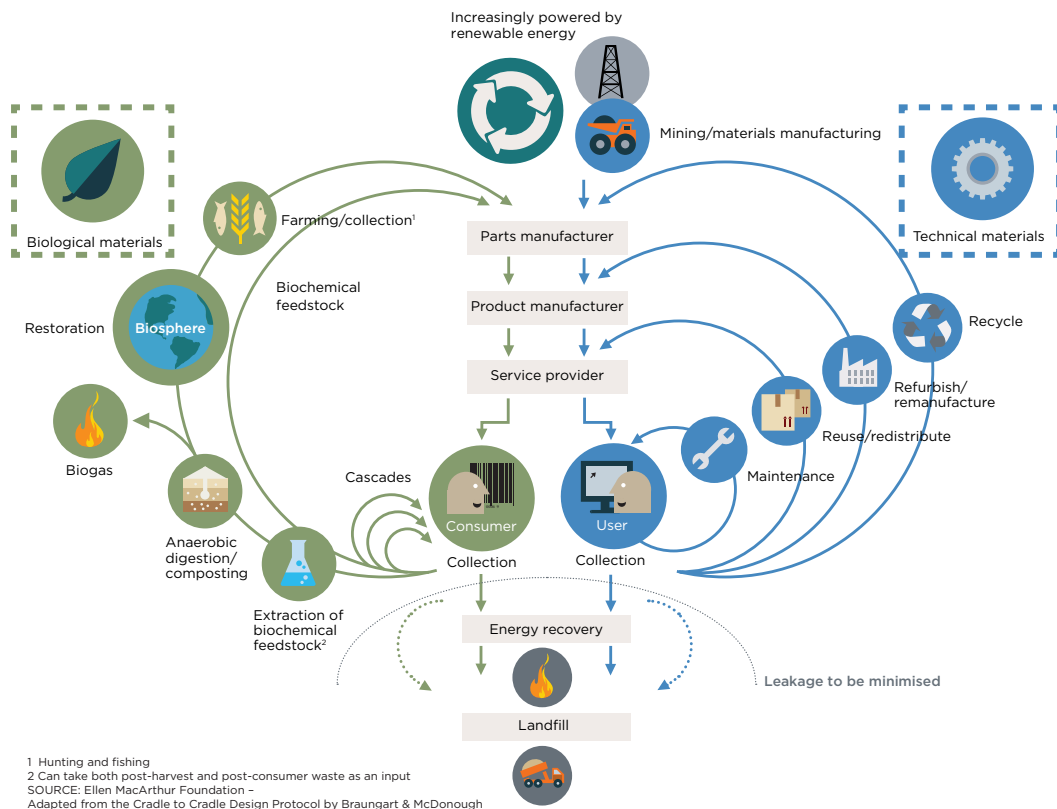 Increasingly powered by
renewable energy
Mining/materials manufacturing
Biological materials
Technical materials
Farming/collection¹
Parts manufacturer
Biochemical
feedstock
Product manufacturer
Restoration
Biosphere
Recycle
Service provider
Refurbish/
remanufacture
Reuse/redistribute
Biogas
Cascades
Maintenance
Consumer
User
Anaerobic
digestion/
composting
Collection
Collection
Extraction of
biochemical
feedstock²
Energy recovery
Leakage to be minimised
Landfill
1 Hunting and fishing
2 Can take both post-harvest and post-consumer waste as an input
SOURCE: Ellen MacArthur Foundation –
Adapted from the Cradle to Cradle Design Protocol by Braungart & McDonough